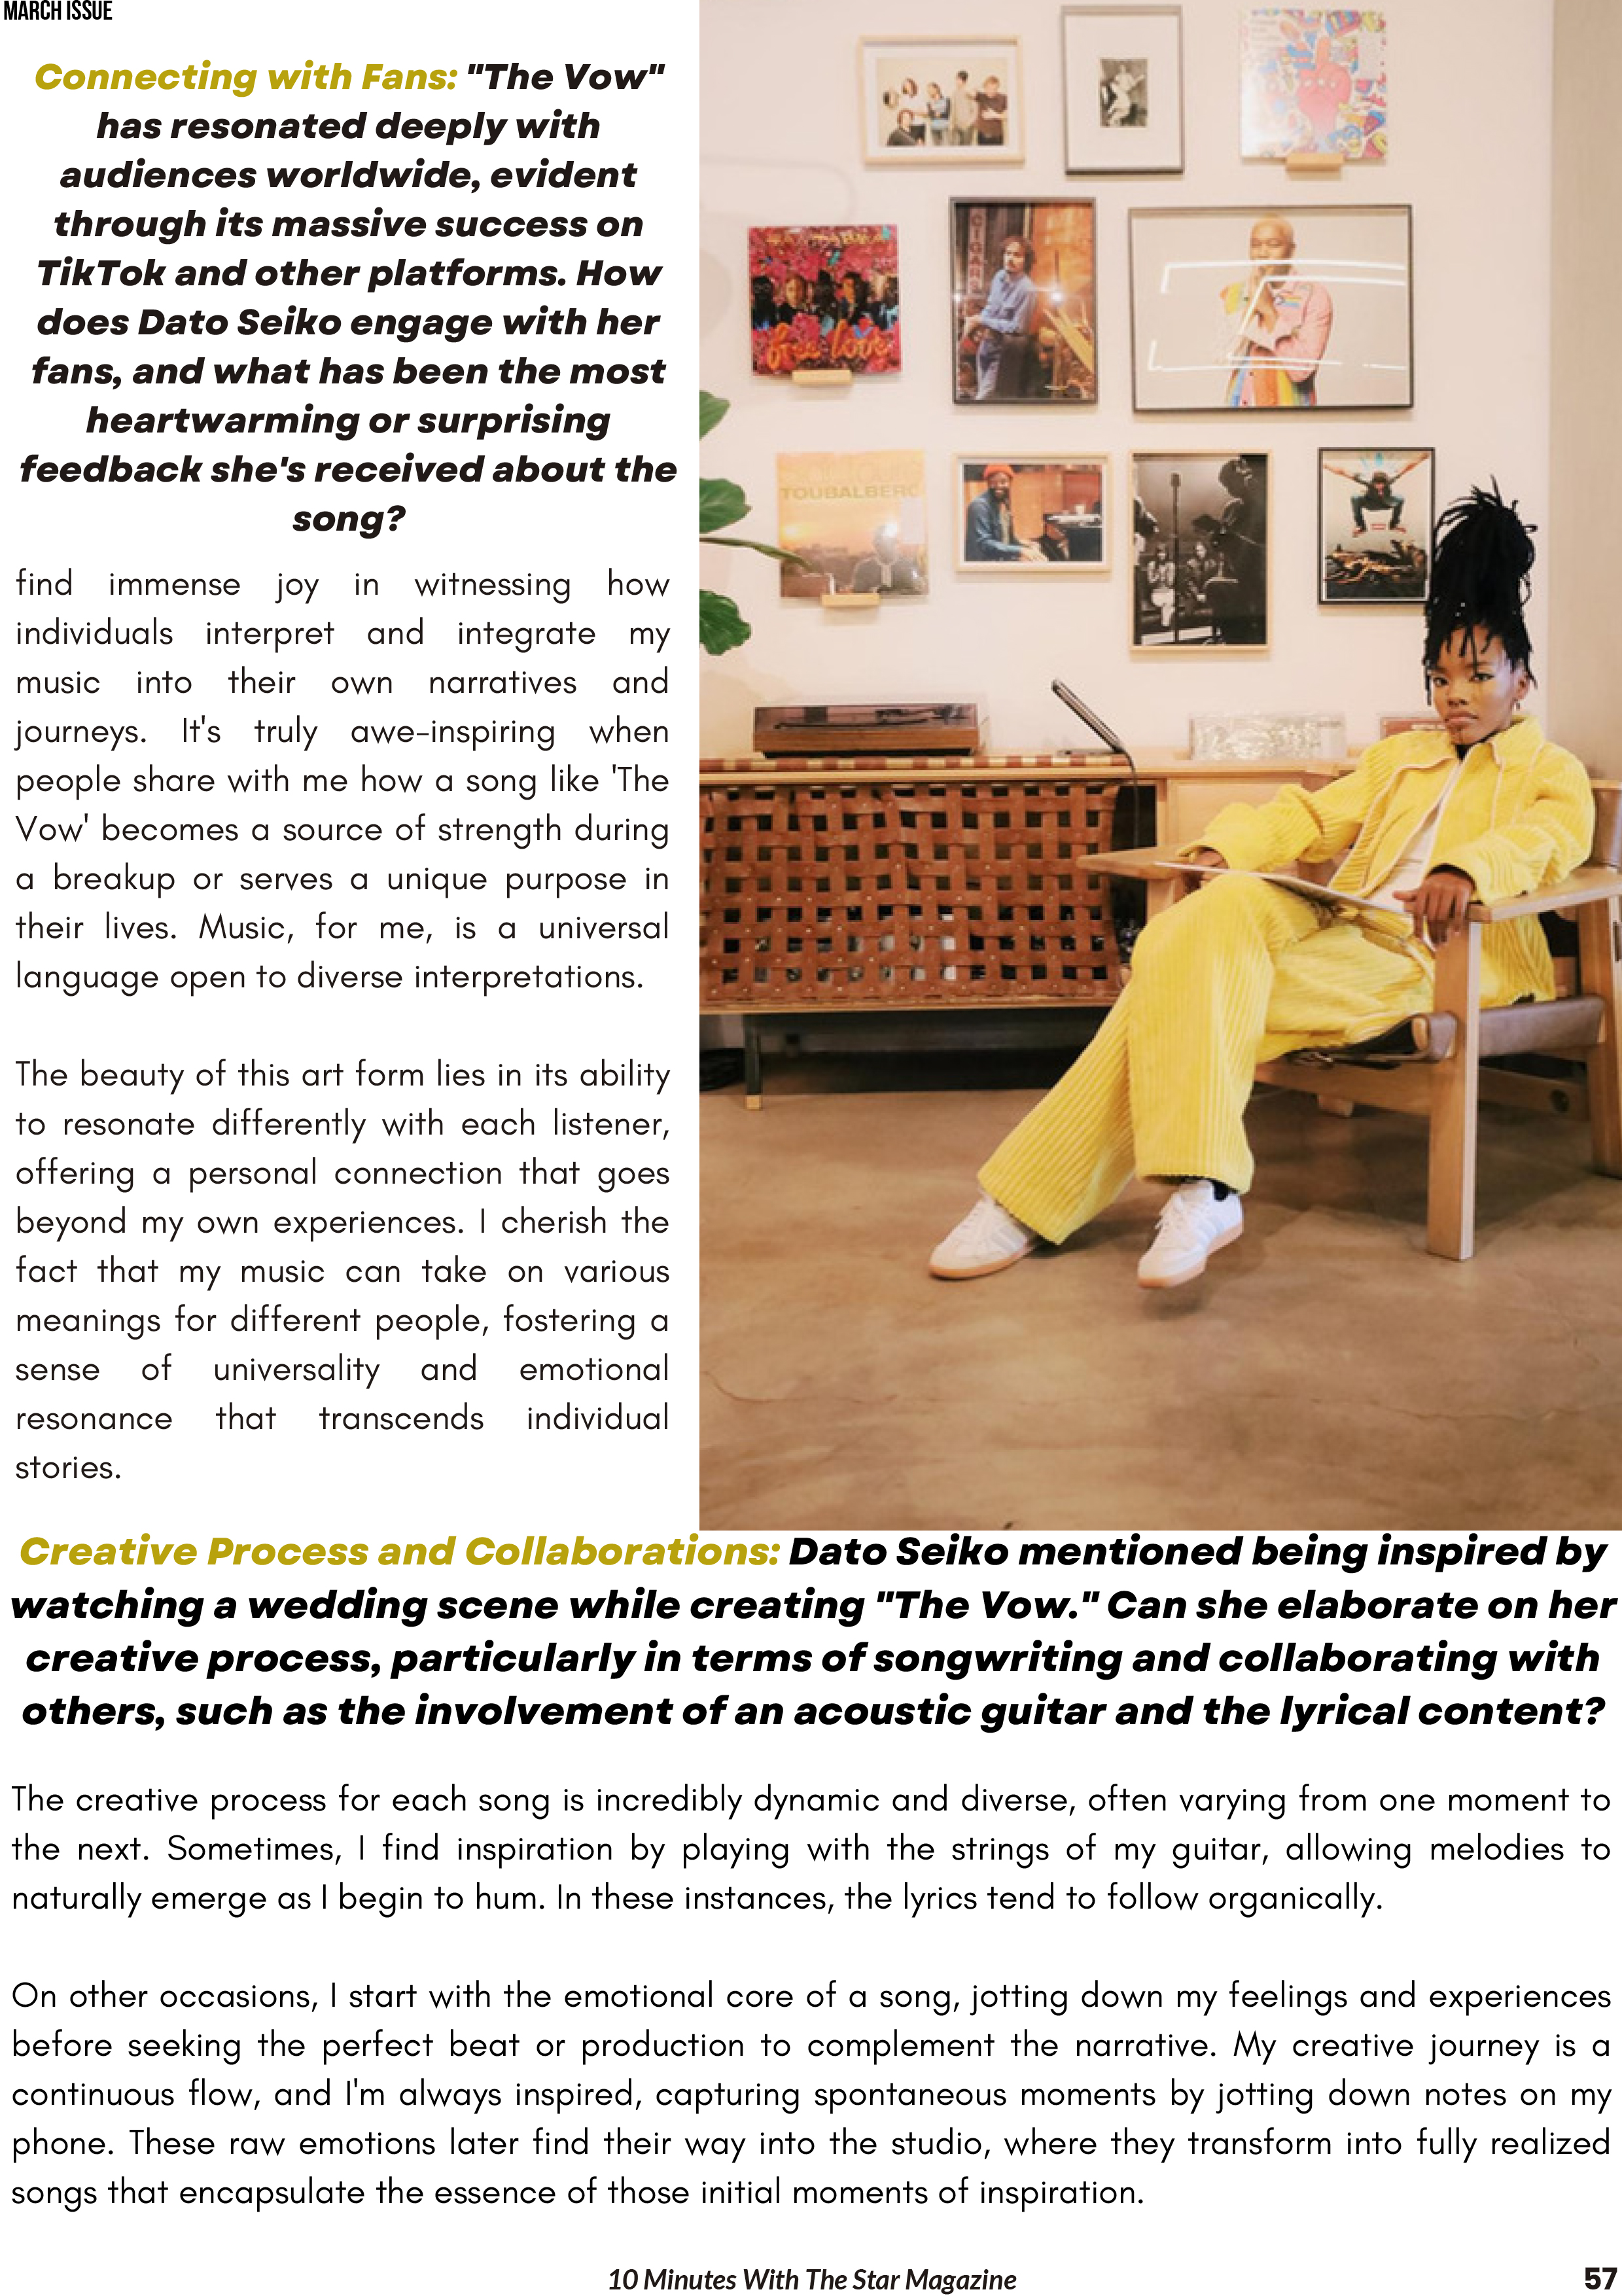 MARCH ISSUE
Connecting with Fans: "The Vow"
has resonated deeply with
audiences worldwide, evident
through its massive success on
TikTok and other platforms. How
does Dato Seiko engage with her
fans, and what has been the most
heartwarming or surprising
feedback she's received about the
song?
find immense joy in witnessing how
individuals interpret and integrate my
music into their own narratives and
journeys. It's truly awe-inspiring when
people share with me how a song like 'The
Vow' becomes a source of strength during
a breakup or serves a unique purpose in
their lives. Music, for me, is a universal
language open to diverse interpretations.
The beauty of this art form lies in its ability
to resonate differently with each listener,
offering a personal connection that goes
beyond my own experiences. I cherish the
fact that my music can take on various
meanings for different people, fostering a
sense of universality and emotional
resonance that transcends individual
stories.
CIGARS
free love
TOUBALBERO
Creative Process and Collaborations: Dato Seiko mentioned being inspired by
watching a wedding scene while creating "The Vow." Can she elaborate on her
creative process, particularly in terms of songwriting and collaborating with
others, such as the involvement of an acoustic guitar and the lyrical content?
The creative process for each song is incredibly dynamic and diverse, often varying from one moment to
the next. Sometimes, I find inspiration by playing with the strings of my guitar, allowing melodies to
naturally emerge as I begin to hum. In these instances, the lyrics tend to follow organically.
On other occasions, I start with the emotional core of a song, jotting down my feelings and experiences
before seeking the perfect beat or production to complement the narrative. My creative journey is a
continuous flow, and I'm always inspired, capturing spontaneous moments by jotting down notes on my
phone. These raw emotions later find their way into the studio, where they transform into fully realized
songs that encapsulate the essence of those initial moments of inspiration.
10 Minutes With The Star Magazine
57